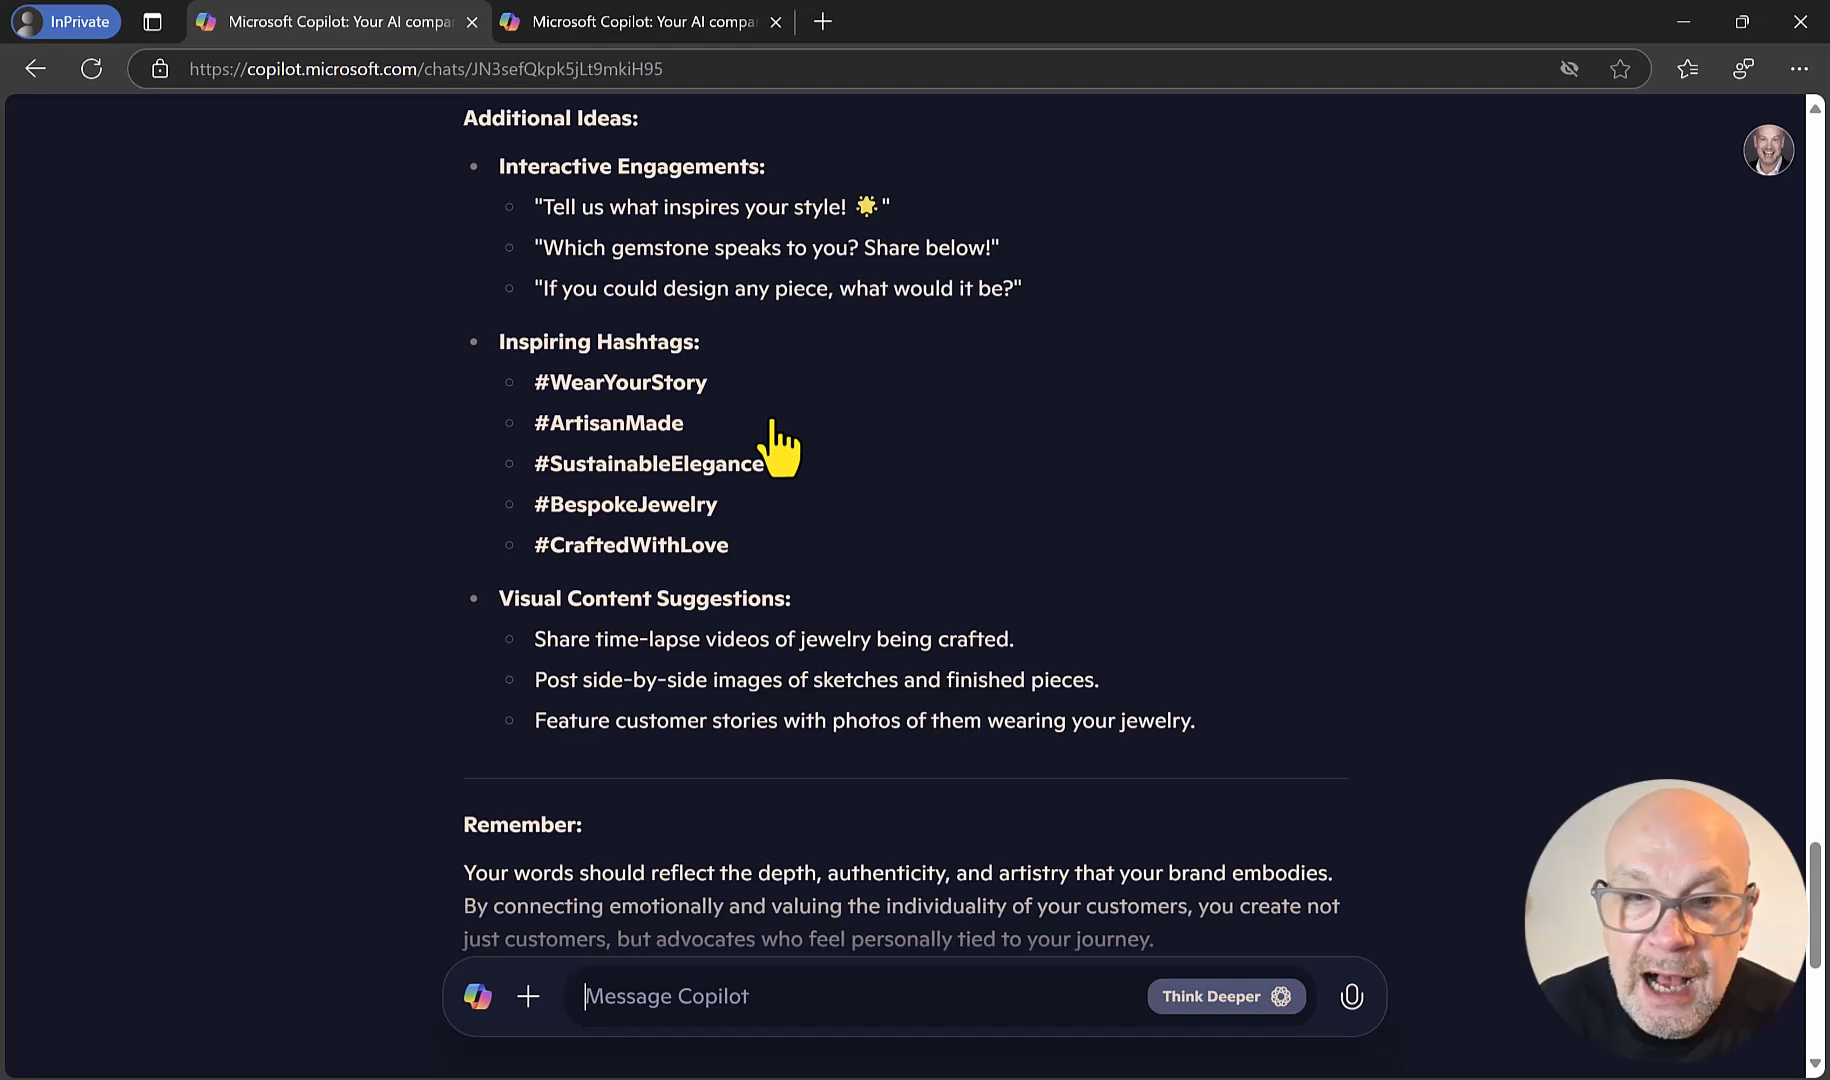 InPrivate
Microsoft Copilot: Your AI compa
Microsoft Copilot: Your AI compa
https://copilot.microsoft.com/chats/JN3sefQkpk5jLt9mkiH95
Additional Ideas:
Interactive Engagements:
"Tell us what inspires your style! 🌟"
"Which gemstone speaks to you? Share below!"
"If you could design any piece, what would it be?"
Inspiring Hashtags:
#WearYourStory
#ArtisanMade
#SustainableElegance
#BespokeJewelry
#CraftedWithLove
Visual Content Suggestions:
Share time-lapse videos of jewelry being crafted.
Post side-by-side images of sketches and finished pieces.
Feature customer stories with photos of them wearing your jewelry.
Remember:
Your words should reflect the depth, authenticity, and artistry that your brand embodies.
By connecting emotionally and valuing the individuality of your customers, you create not
just customers, but advocates who feel personally tied to your journey.
Message Copilot
Think Deeper